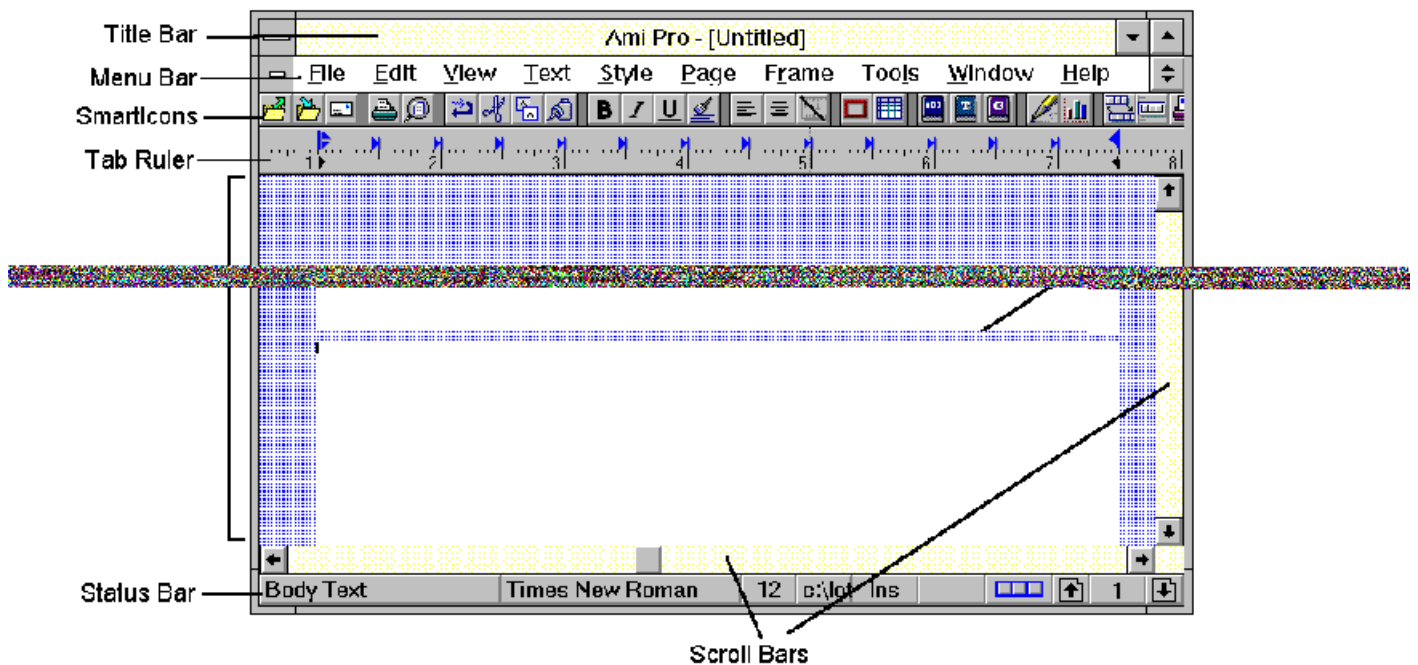 Title Bar
Ami Pro - [Untitled]
Menu Bar
File Edit View Text Style Page Frame Tools Window Help
SmartIcons
B I U
Tab Ruler
1 2 3 4 5 6 7 8
Status Bar
Body Text Times New Roman 12 c:\lot Ins 1
Scroll Bars